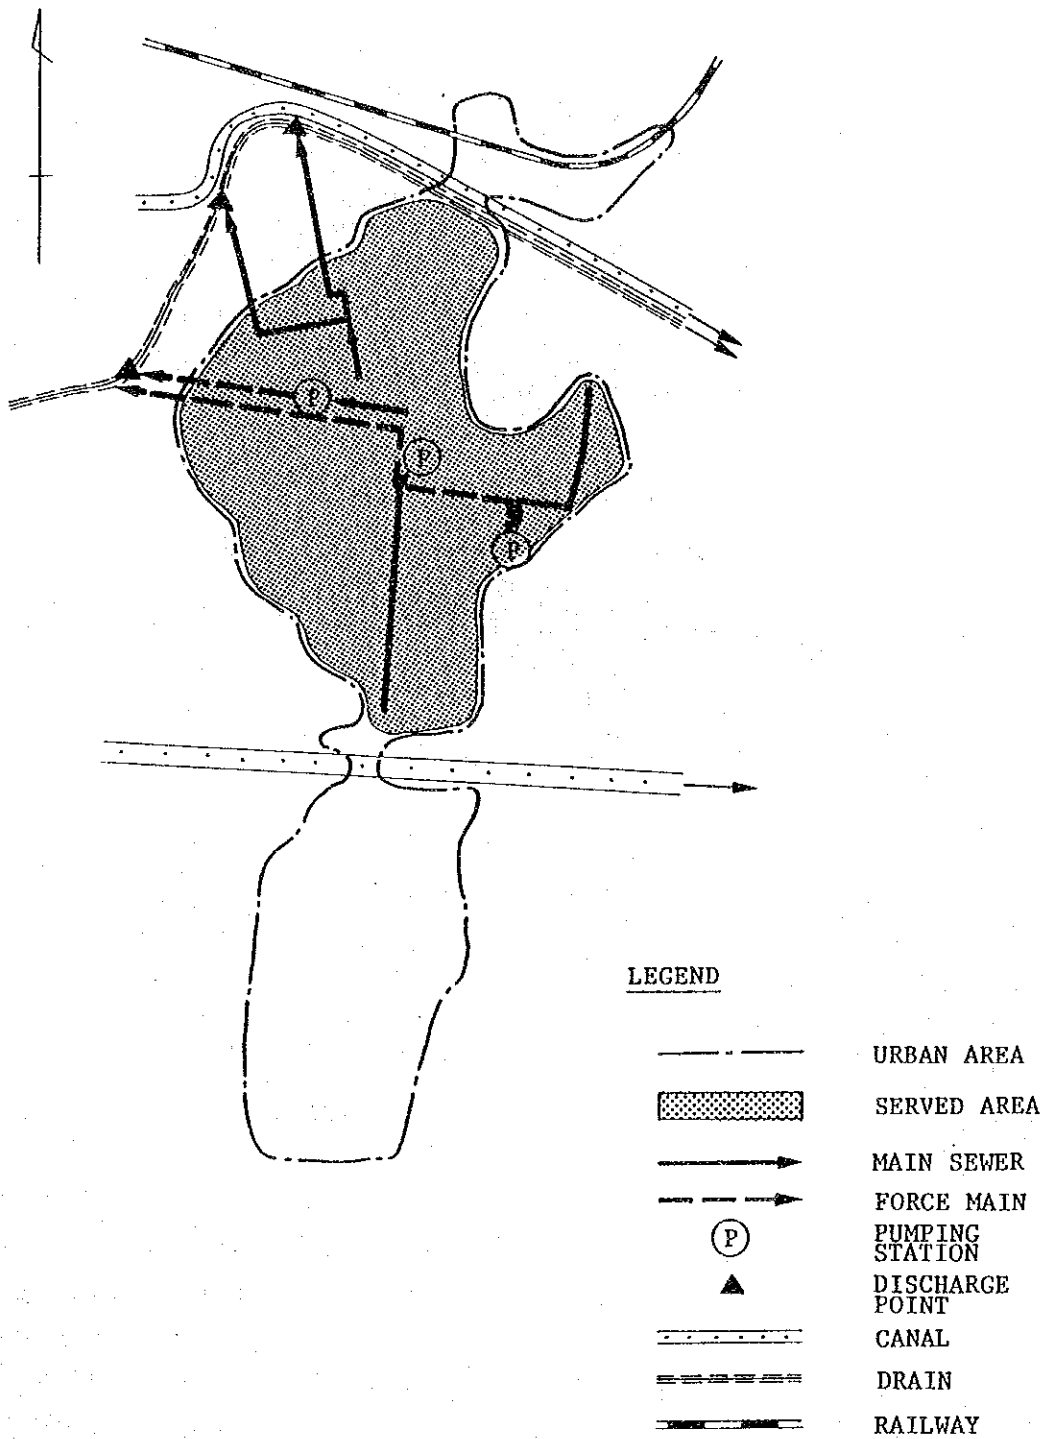 P
P
P
LEGEND
URBAN AREA
SERVED AREA
MAIN SEWER
FORCE MAIN
P
PUMPING
STATION
DISCHARGE
POINT
CANAL
DRAIN
RAILWAY